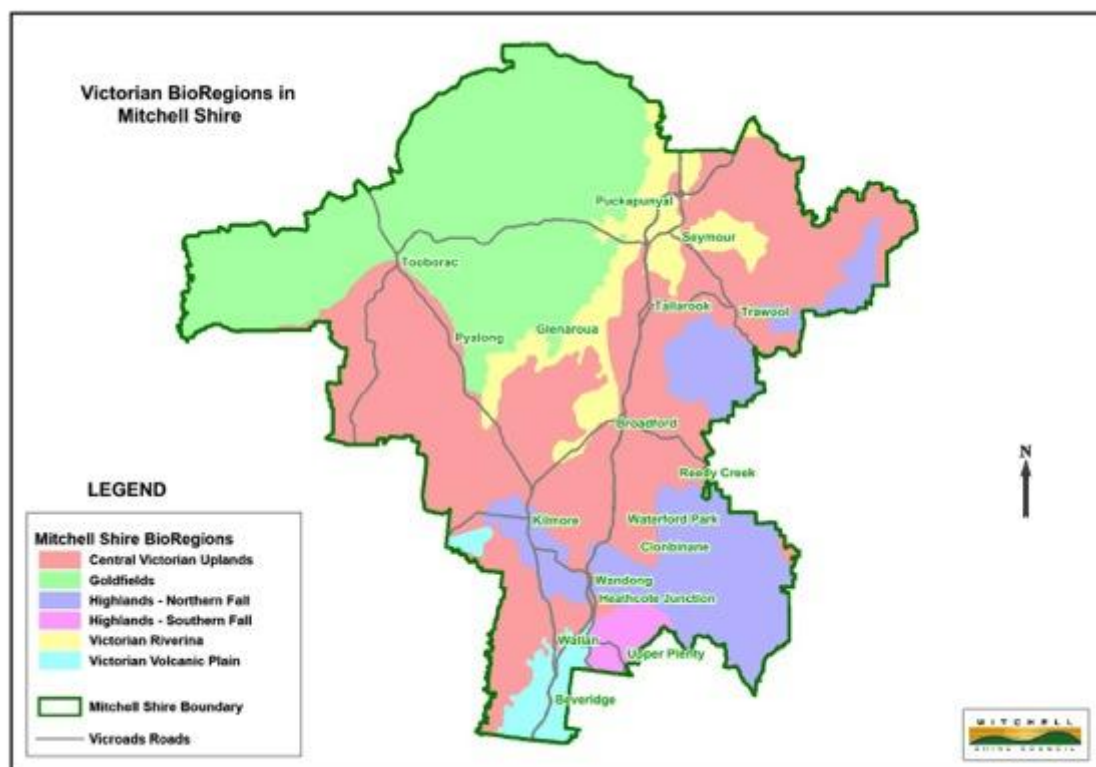 Victorian BioRegions in
Mitchell Shire
Puckapunyal
Seymour
Tooborac
Tallarook
Trawool
Pyalong
Glenaroua
Broadford
Reedy Creek
Kilmore
Waterford Park
Clonbinane
Wandong
Heathcote Junction
Wallan
Upper Plenty
Beveridge
N
LEGEND
Mitchell Shire BioRegions
Central Victorian Uplands
Goldfields
Highlands - Northern Fall
Highlands - Southern Fall
Victorian Riverina
Victorian Volcanic Plain
Mitchell Shire Boundary
Vicroads Roads
MITCHELL
SHIRE COUNCIL